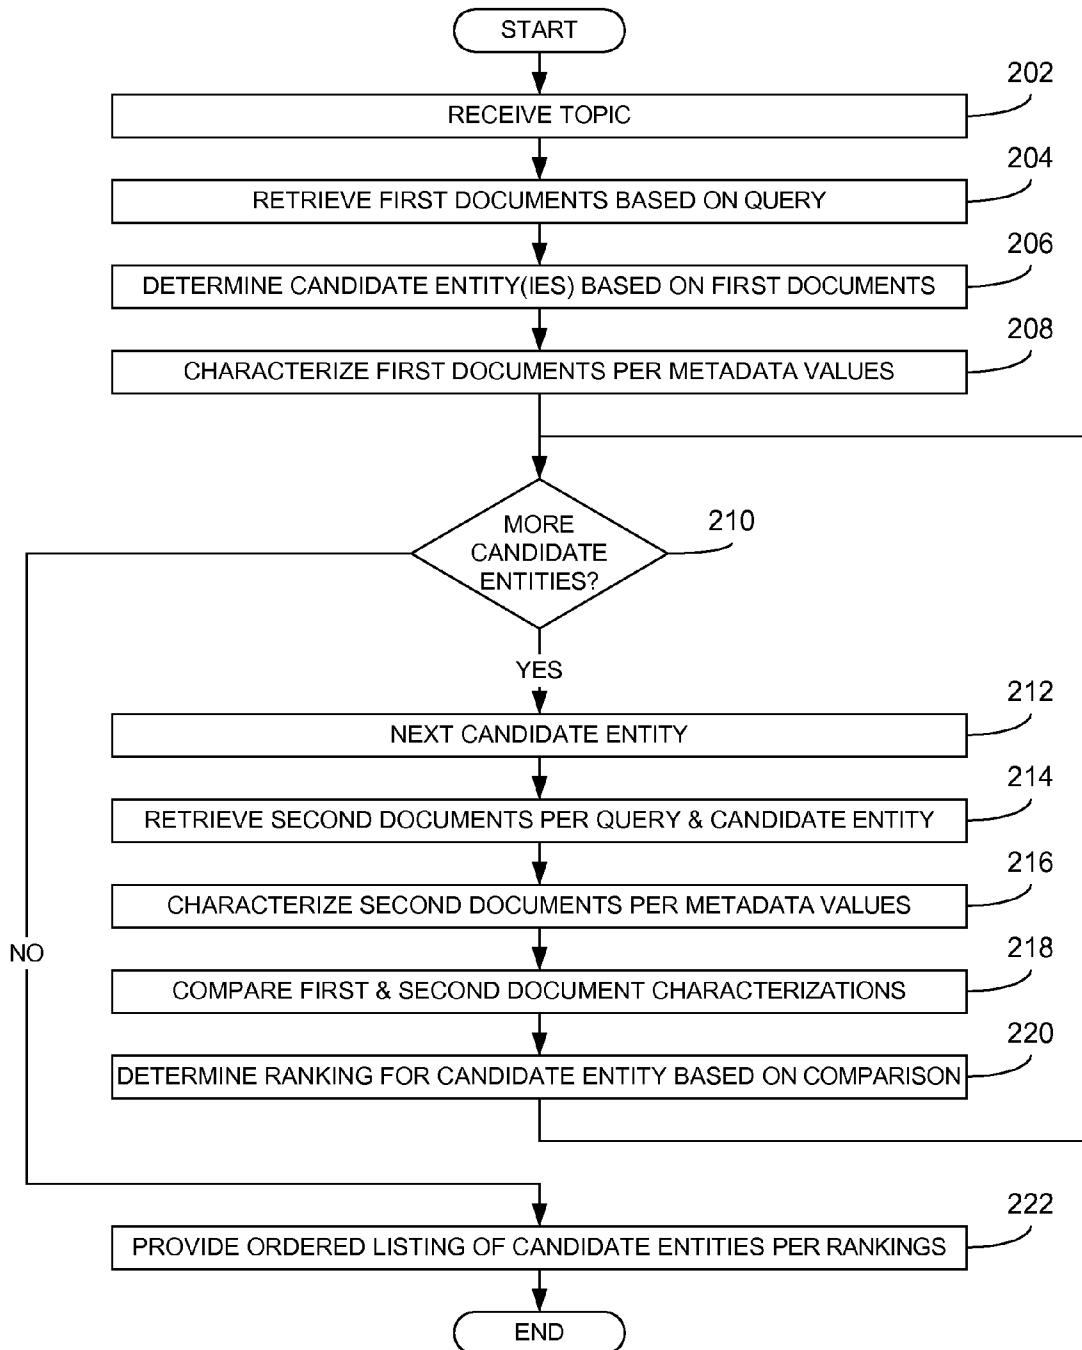 START
202
RECEIVE TOPIC
204
RETRIEVE FIRST DOCUMENTS BASED ON QUERY
206
DETERMINE CANDIDATE ENTITY(IES) BASED ON FIRST DOCUMENTS
208
CHARACTERIZE FIRST DOCUMENTS PER METADATA VALUES
210
MORE
CANDIDATE
ENTITIES?
YES
212
NEXT CANDIDATE ENTITY
214
RETRIEVE SECOND DOCUMENTS PER QUERY & CANDIDATE ENTITY
216
CHARACTERIZE SECOND DOCUMENTS PER METADATA VALUES
NO
218
COMPARE FIRST & SECOND DOCUMENT CHARACTERIZATIONS
220
DETERMINE RANKING FOR CANDIDATE ENTITY BASED ON COMPARISON
222
PROVIDE ORDERED LISTING OF CANDIDATE ENTITIES PER RANKINGS
END